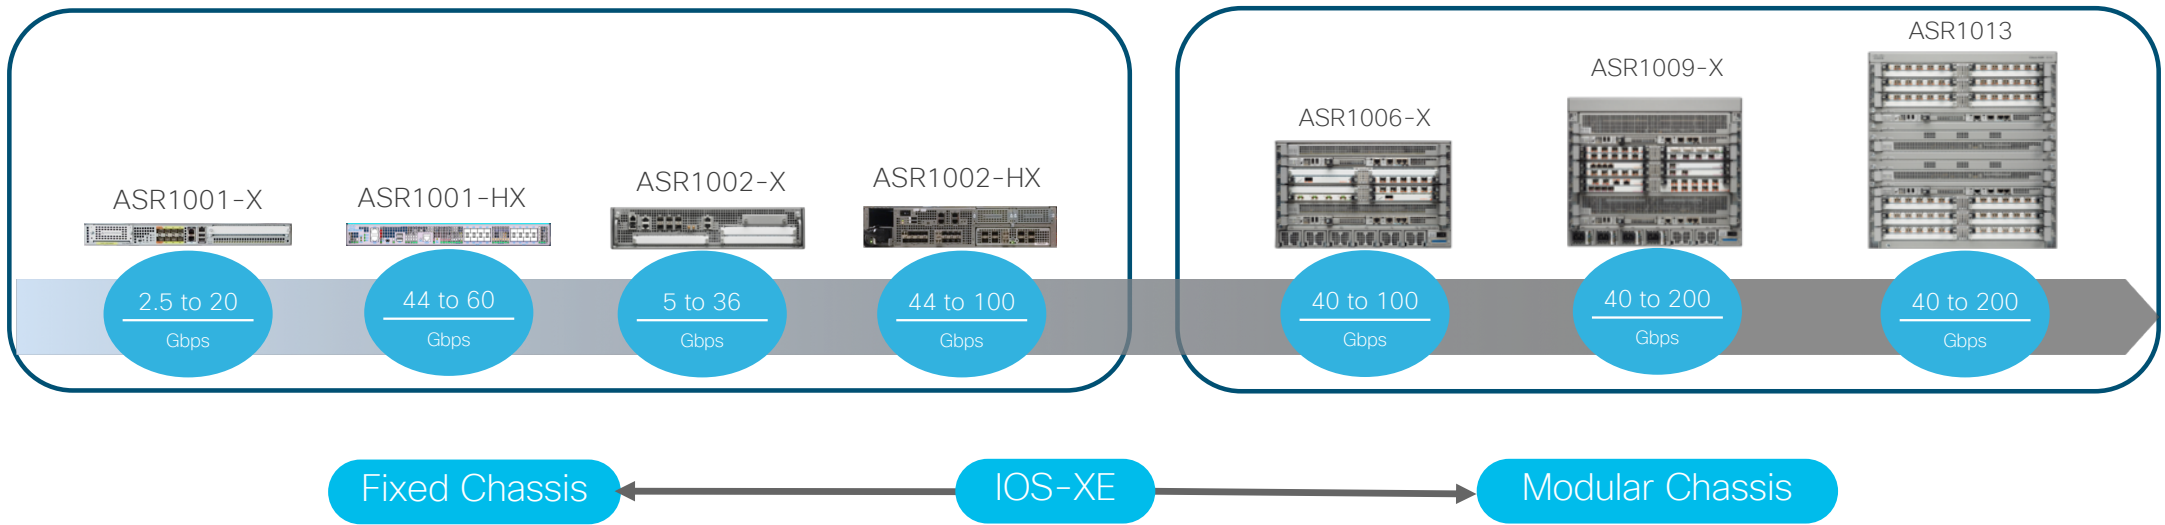 ASR1001-X
2.5 to 20
Gbps
ASR1001-HX
44 to 60
Gbps
ASR1002-X
5 to 36
Gbps
ASR1002-HX
44 to 100
Gbps
ASR1006-X
40 to 100
Gbps
ASR1009-X
40 to 200
Gbps
ASR1013
40 to 200
Gbps
Fixed Chassis
IOS-XE
Modular Chassis